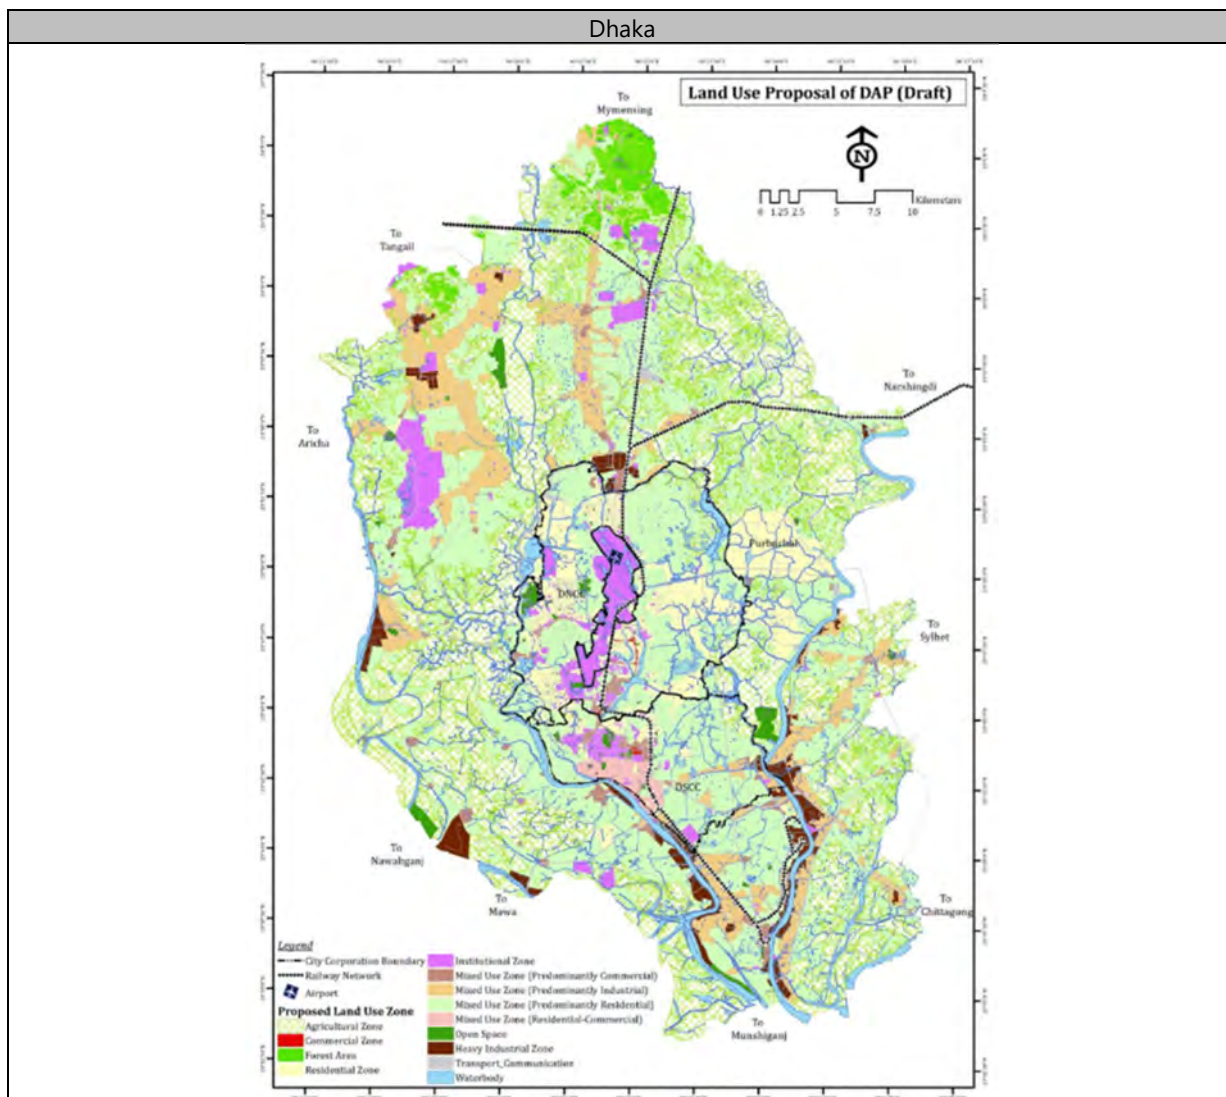 Dhaka
Land Use Proposal of DAP (Draft)
To
Mymensing
N
Kilometers
0 1.25 2.5 5 7.5 10
To
Tangail
To
Narshingdi
To
Aricha
Purbachal
DNCC
To
Sylhet
DSCC
To
Nawabganj
To
Mawa
To
Chittagong
To
Munshiganj
Legend
City Corporation Boundary
Railway Network
Airport
Proposed Land Use Zone
Agricultural Zone
Commercial Zone
Forest Area
Residential Zone
Institutional Zone
Mixed Use Zone (Predominantly Commercial)
Mixed Use Zone (Predominantly Industrial)
Mixed Use Zone (Predominantly Residential)
Mixed Use Zone (Residential-Commercial)
Open Space
Heavy Industrial Zone
Transport_Communication
Waterbody